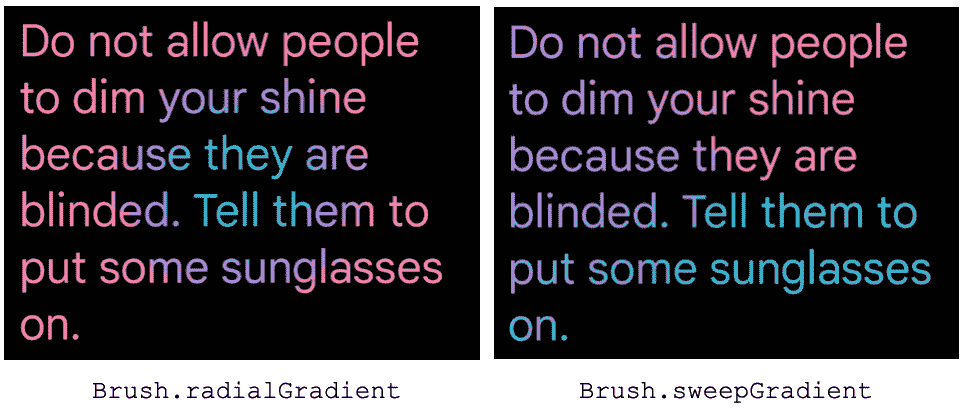 Do not allow people
to dim your shine
because they are
blinded. Tell them to
put some sunglasses
on.
Brush.radialGradient
Do not allow people
to dim your shine
because they are
blinded. Tell them to
put some sunglasses
on.
Brush.sweepGradient